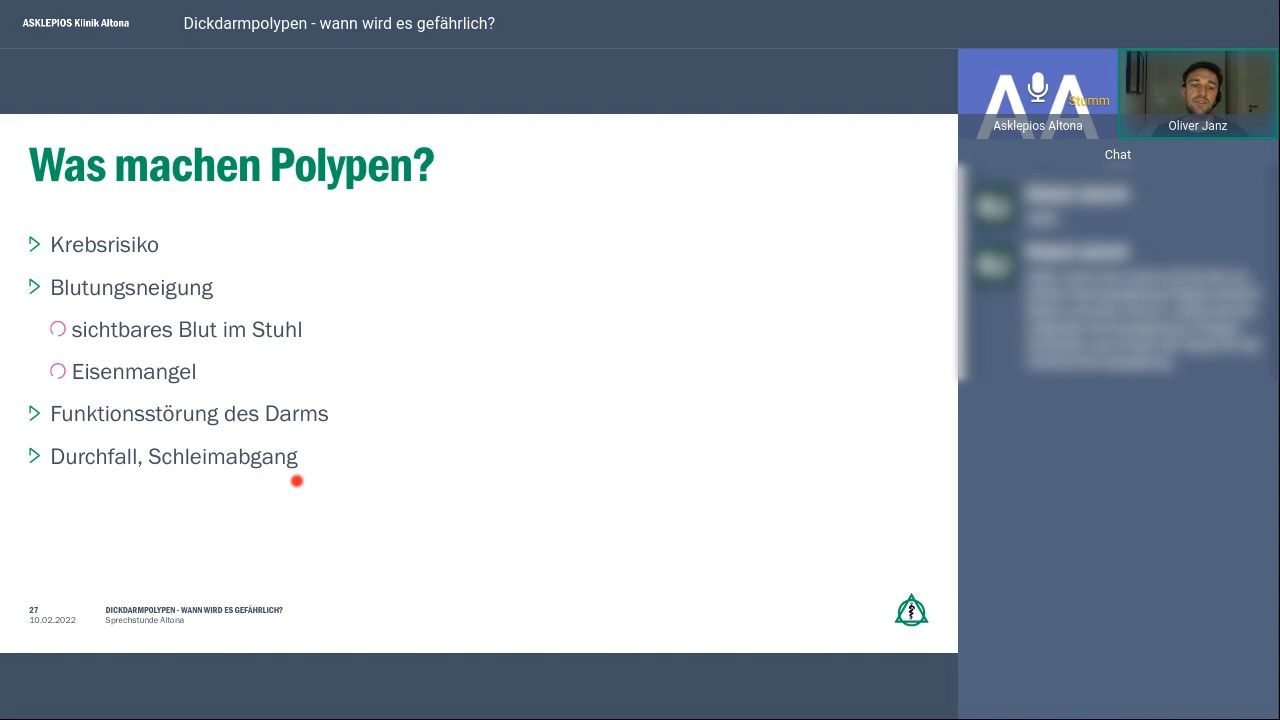 ASKLEPIOS Klinik Altona
Dickdarmpolypen - wann wird es gefährlich?
Stumm
Asklepios Altona
Oliver Janz
Chat
Was machen Polypen?
Krebsrisiko
Blutungsneigung
sichtbares Blut im Stuhl
Eisenmangel
Funktionsstörung des Darms
Durchfall, Schleimabgang
27
DICKDARMPOLYPEN - WANN WIRD ES GEFÄHRLICH?
10.02.2022
Sprechstunde Altona